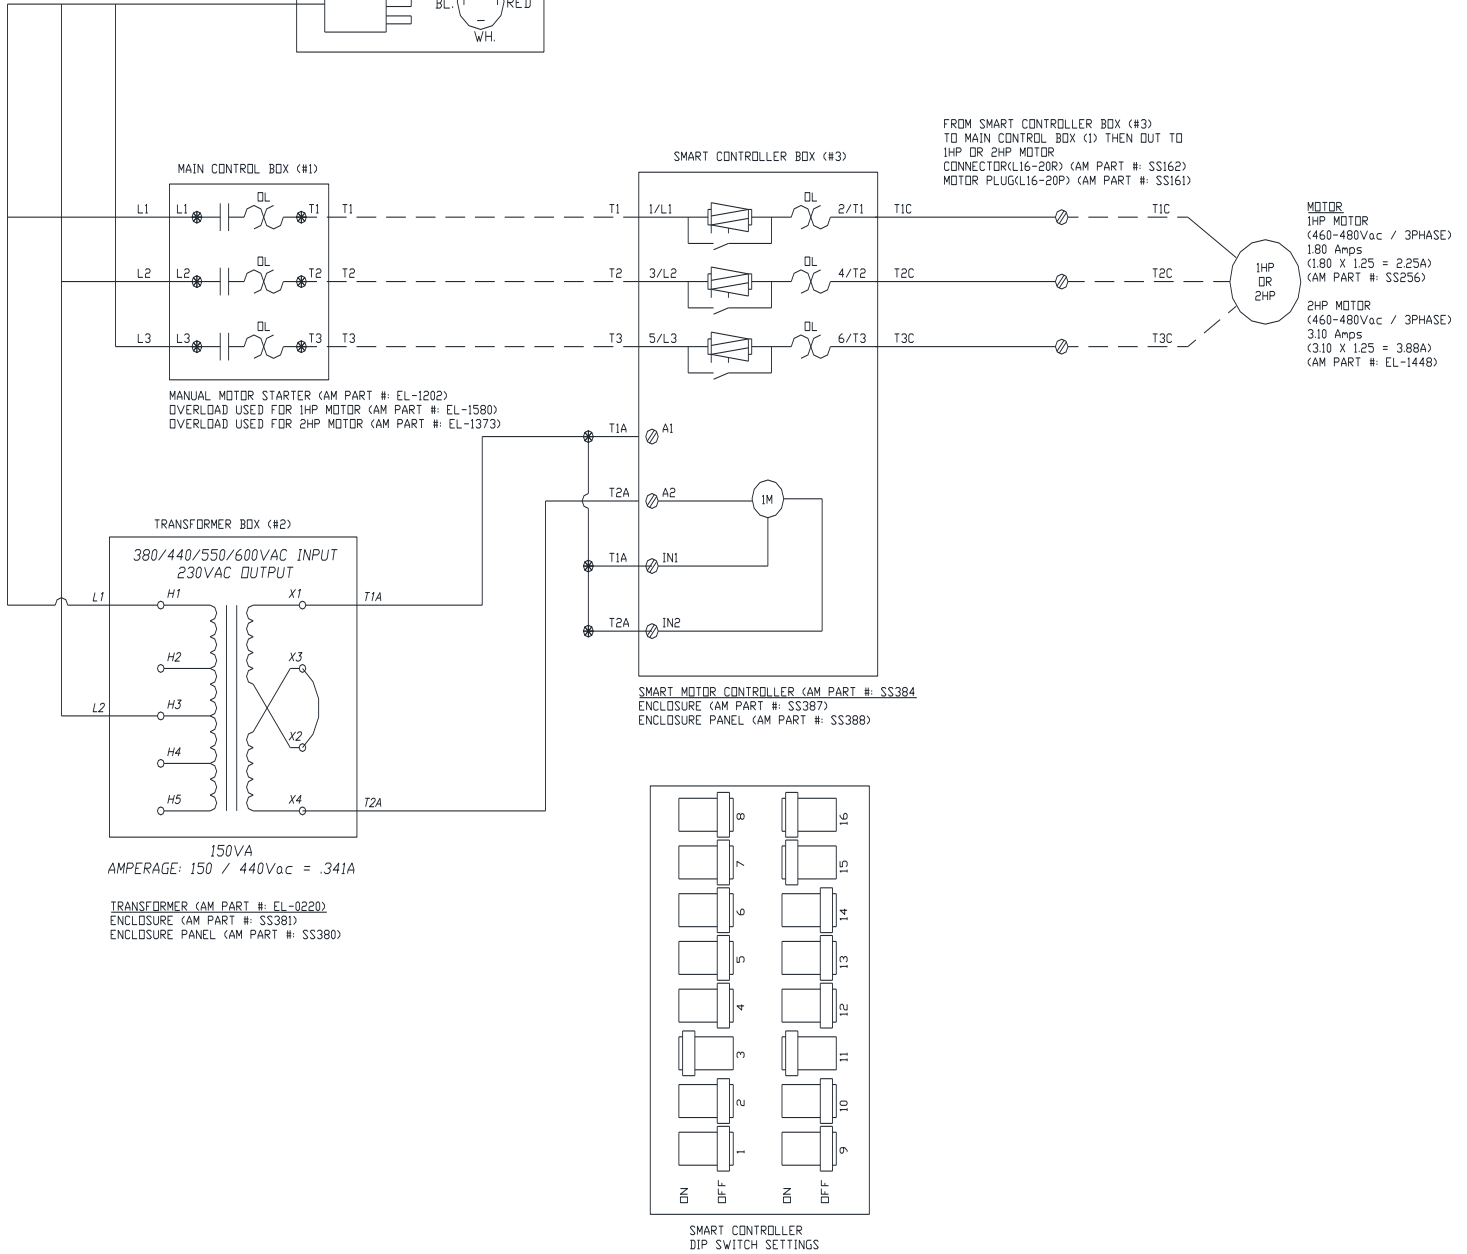 BL.
RED
WH.
MAIN CONTROL BOX (#1)
SMART CONTROLLER BOX (#3)
FROM SMART CONTROLLER BOX (#3)
TO MAIN CONTROL BOX (1) THEN OUT TO
1HP OR 2HP MOTOR
CONNECTOR(L16-20R) (AM PART #: SS162)
MOTOR PLUG(L16-20P) (AM PART #: SS161)
L1 L1 OL T1 T1 T1 1/L1 OL 2/T1 T1C T1C
L2 L2 OL T2 T2 T2 3/L2 OL 4/T2 T2C T2C
L3 L3 OL T3 T3 T3 5/L3 OL 6/T3 T3C T3C
1HP
OR
2HP
MOTOR
1HP MOTOR
(460-480Vac / 3PHASE)
1.80 Amps
(1.80 X 1.25 = 2.25A)
(AM PART #: SS256)
2HP MOTOR
(460-480Vac / 3PHASE)
3.10 Amps
(3.10 X 1.25 = 3.88A)
(AM PART #: EL-1448)
MANUAL MOTOR STARTER (AM PART #: EL-1202)
OVERLOAD USED FOR 1HP MOTOR (AM PART #: EL-1580)
OVERLOAD USED FOR 2HP MOTOR (AM PART #: EL-1373)
T1A A1
T2A A2 1M
T1A IN1
T2A IN2
SMART MOTOR CONTROLLER (AM PART #: SS384
ENCLOSURE (AM PART #: SS387)
ENCLOSURE PANEL (AM PART #: SS388)
TRANSFORMER BOX (#2)
380/440/550/600VAC INPUT
230VAC OUTPUT
L1 H1 X1 T1A
H2 X3
L2 H3
H4 X2
H5 X4 T2A
150VA
AMPERAGE: 150 / 440Vac = .341A
TRANSFORMER (AM PART #: EL-0220)
ENCLOSURE (AM PART #: SS381)
ENCLOSURE PANEL (AM PART #: SS380)
8 16
7 15
6 14
5 13
4 12
3 11
2 10
1 9
ON OFF ON OFF
SMART CONTROLLER
DIP SWITCH SETTINGS